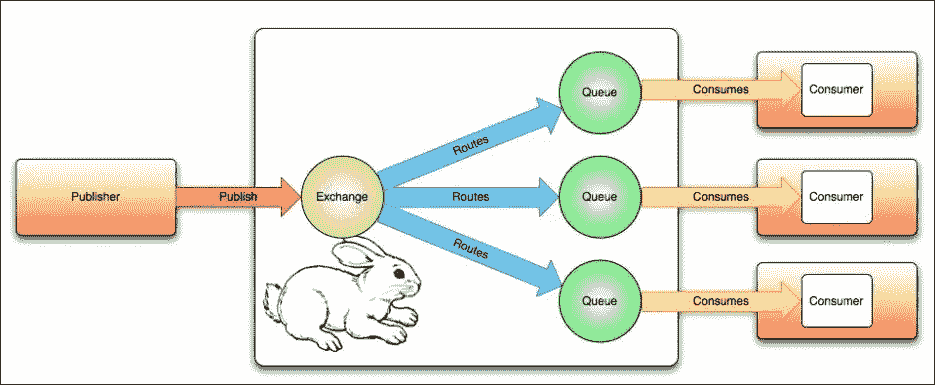 Publisher
Publish
Exchange
Routes
Queue
Consumes
Consumer
Routes
Queue
Consumes
Consumer
Routes
Queue
Consumes
Consumer